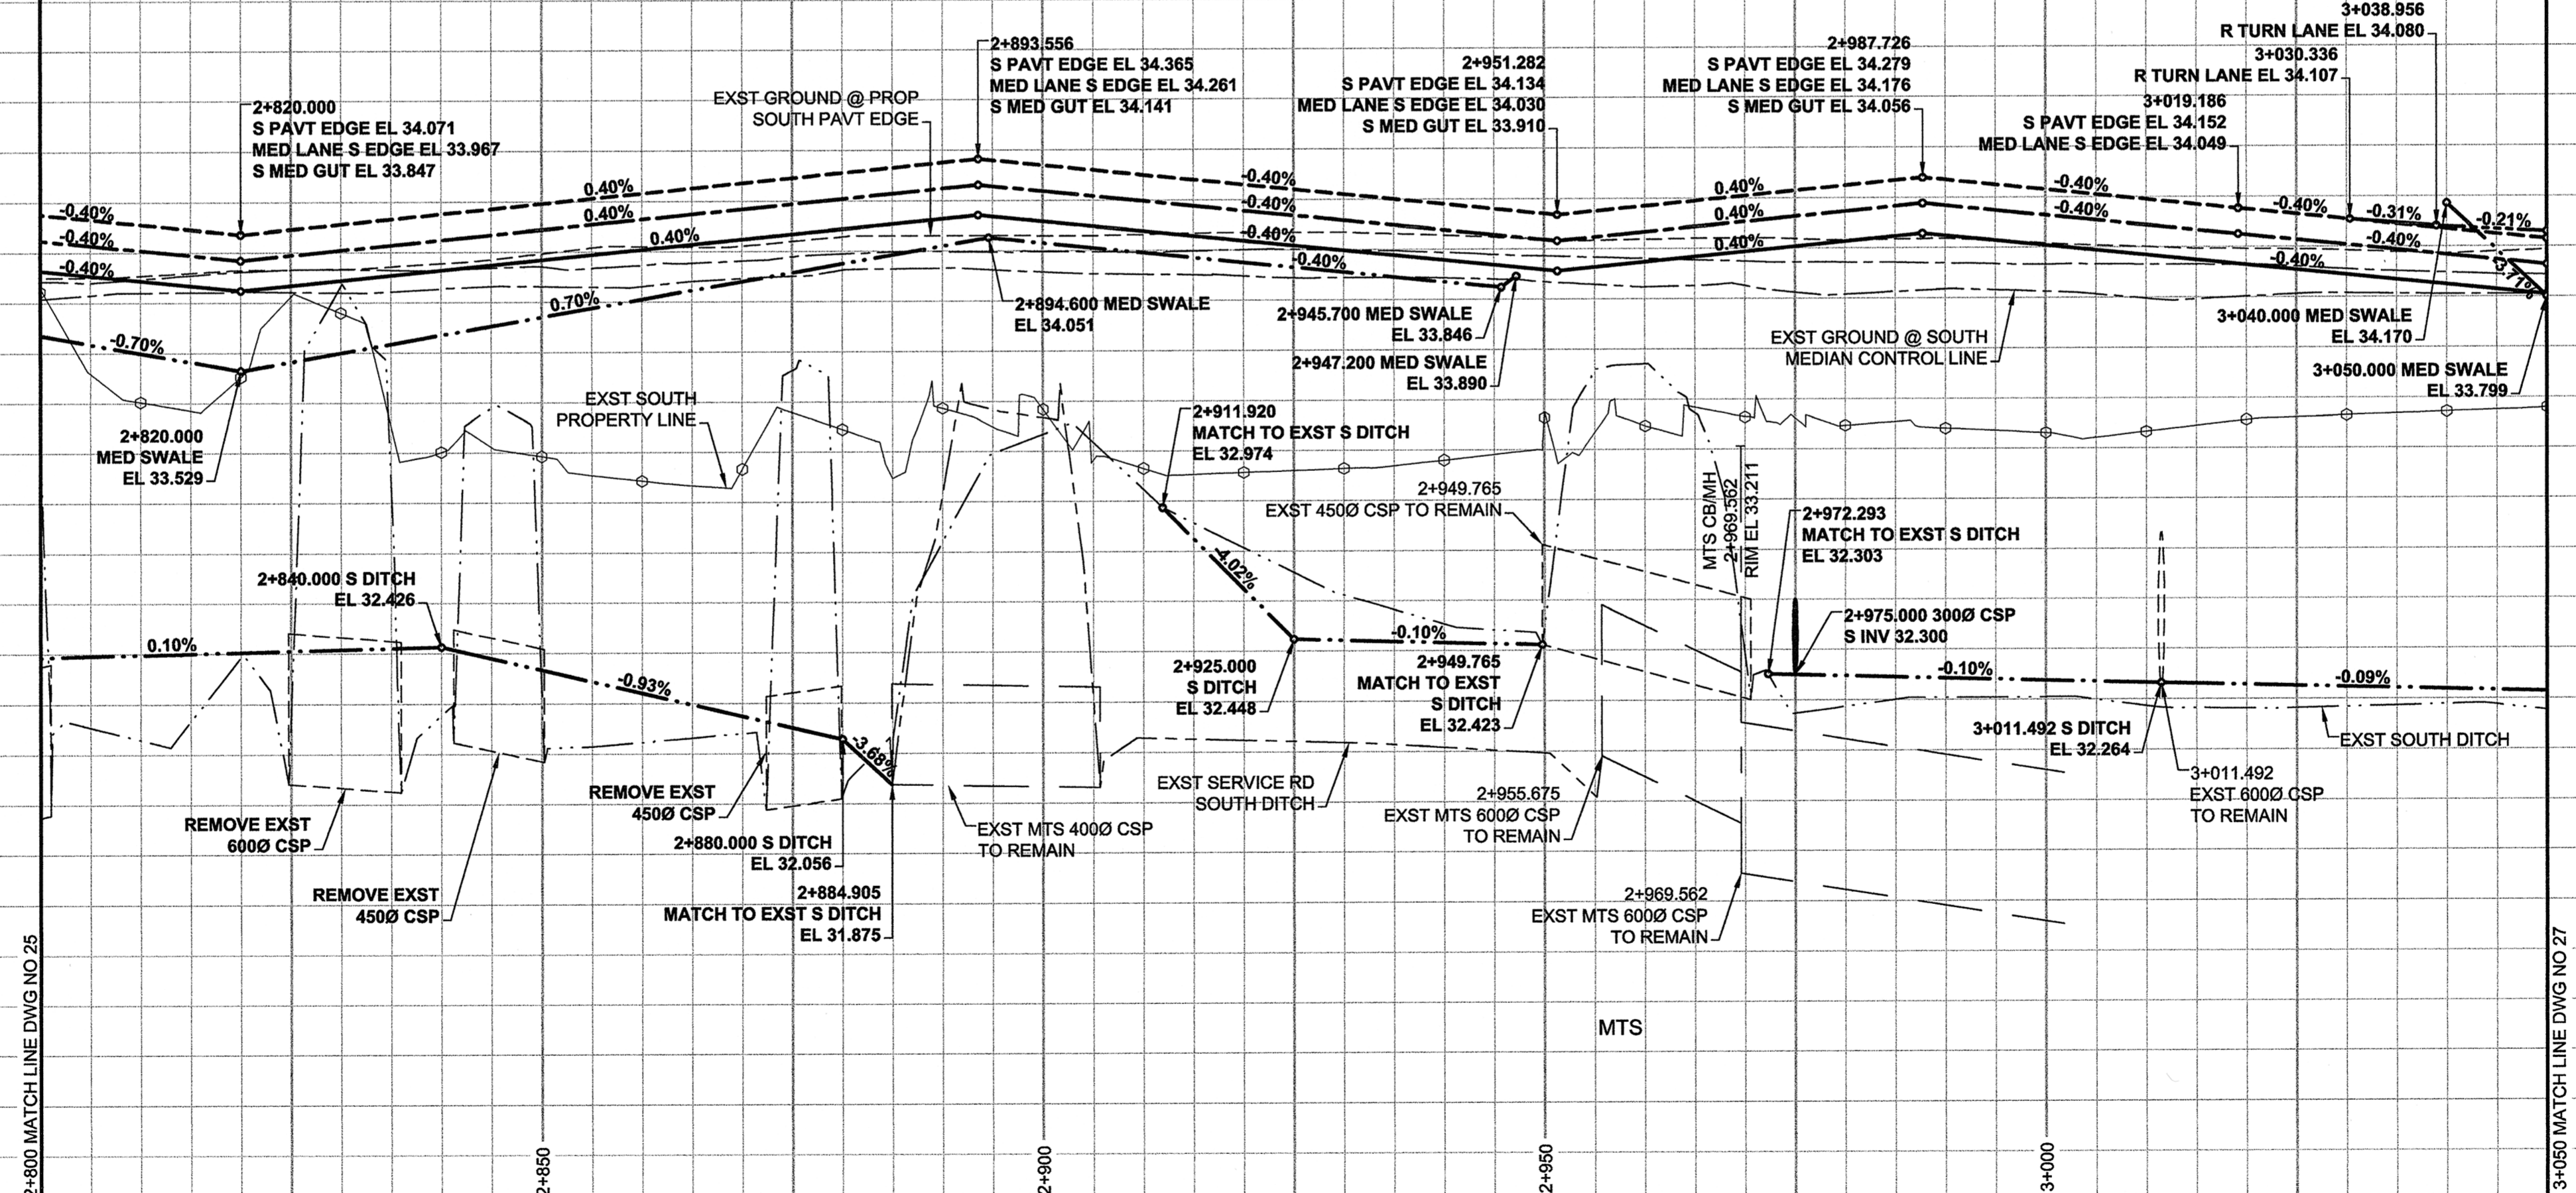 3+038.956
R TURN LANE EL 34.080
2+893.556
S PAVT EDGE EL 34.365
MED LANE S EDGE EL 34.261
S MED GUT EL 34.141
2+987.726
S PAVT EDGE EL 34.279
MED LANE S EDGE EL 34.176
S MED GUT EL 34.056
3+030.336
R TURN LANE EL 34.107
2+951.282
S PAVT EDGE EL 34.134
MED LANE S EDGE EL 34.030
S MED GUT EL 33.910
EXST GROUND @ PROP
SOUTH PAVT EDGE
2+820.000
S PAVT EDGE EL 34.071
MED LANE S EDGE EL 33.967
S MED GUT EL 33.847
3+019.186
S PAVT EDGE EL 34.152
MED LANE S EDGE EL 34.049
-0.40%
0.40%
-0.40%
0.40%
-0.40%
-0.40%
-0.31%
-0.21%
-0.40%
0.40%
-0.40%
0.40%
-0.40%
-0.40%
-0.40%
0.40%
-0.40%
0.40%
-0.40%
-0.40%
-3.71%
-0.70%
0.70%
2+894.600 MED SWALE
EL 34.051
2+945.700 MED SWALE
EL 33.846
2+947.200 MED SWALE
EL 33.890
EXST GROUND @ SOUTH
MEDIAN CONTROL LINE
3+040.000 MED SWALE
EL 34.170
3+050.000 MED SWALE
EL 33.799
2+820.000
MED SWALE
EL 33.529
EXST SOUTH
PROPERTY LINE
2+911.920
MATCH TO EXST S DITCH
EL 32.974
2+949.765
EXST 450Ø CSP TO REMAIN
MTS CB/MH
2+969.562
RIM EL 33.211
2+972.293
MATCH TO EXST S DITCH
EL 32.303
2+840.000 S DITCH
EL 32.426
-4.02%
2+975.000 300Ø CSP
S INV 32.300
0.10%
-0.93%
-0.10%
-0.10%
-0.09%
-3.68%
2+925.000
S DITCH
EL 32.448
2+949.765
MATCH TO EXST
S DITCH
EL 32.423
3+011.492 S DITCH
EL 32.264
EXST SOUTH DITCH
3+011.492
EXST 600Ø CSP
TO REMAIN
REMOVE EXST
600Ø CSP
REMOVE EXST
450Ø CSP
EXST SERVICE RD
SOUTH DITCH
2+955.675
EXST MTS 600Ø CSP
TO REMAIN
EXST MTS 400Ø CSP
TO REMAIN
2+880.000 S DITCH
EL 32.056
REMOVE EXST
450Ø CSP
2+884.905
MATCH TO EXST S DITCH
EL 31.875
2+969.562
EXST MTS 600Ø CSP
TO REMAIN
MTS
2+800 MATCH LINE DWG NO 25
2+850
2+900
2+950
3+000
3+050 MATCH LINE DWG NO 27